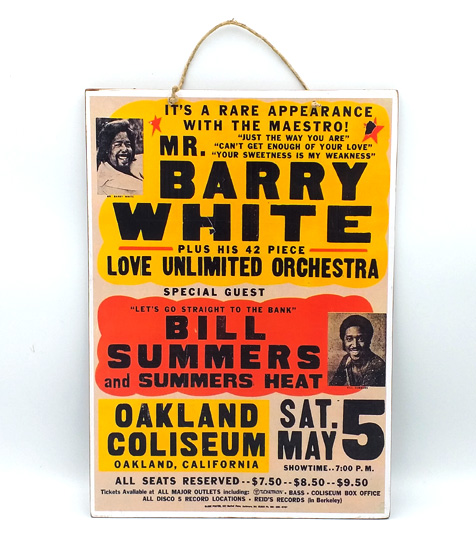 IT'S A RARE APPEARANCE
WITH THE MAESTRO!
"JUST THE WAY YOU ARE"
MR. "CAN'T GET ENOUGH OF YOUR LOVE"
"YOUR SWEETNESS IS MY WEAKNESS"
BARRY
WHITE
PLUS HIS 42 PIECE
LOVE UNLIMITED ORCHESTRA
SPECIAL GUEST
"LET'S GO STRAIGHT TO THE BANK"
BILL
SUMMERS
and SUMMERS HEAT
OAKLAND
COLISEUM
OAKLAND, CALIFORNIA
SAT.
MAY 5
SHOWTIME..7:00 P.M.
ALL SEATS RESERVED--$7.50--$8.50--$9.50
Tickets Available at ALL MAJOR OUTLETS including: TICKETRON • BASS • COLISEUM BOX OFFICE
ALL DISCO 5 RECORD LOCATIONS • REID'S RECORDS (in Berkeley)